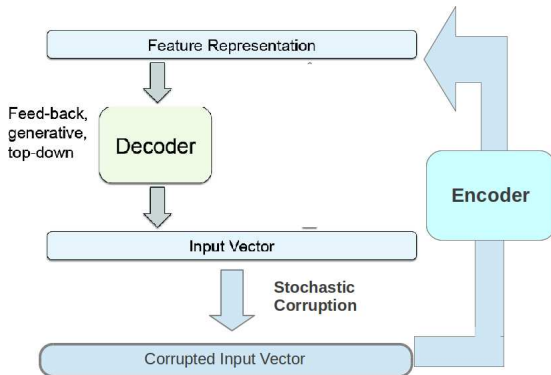 Feature Representation
Feed-back,
generative,
top-down
Decoder
Encoder
Input Vector
Stochastic
Corruption
Corrupted Input Vector